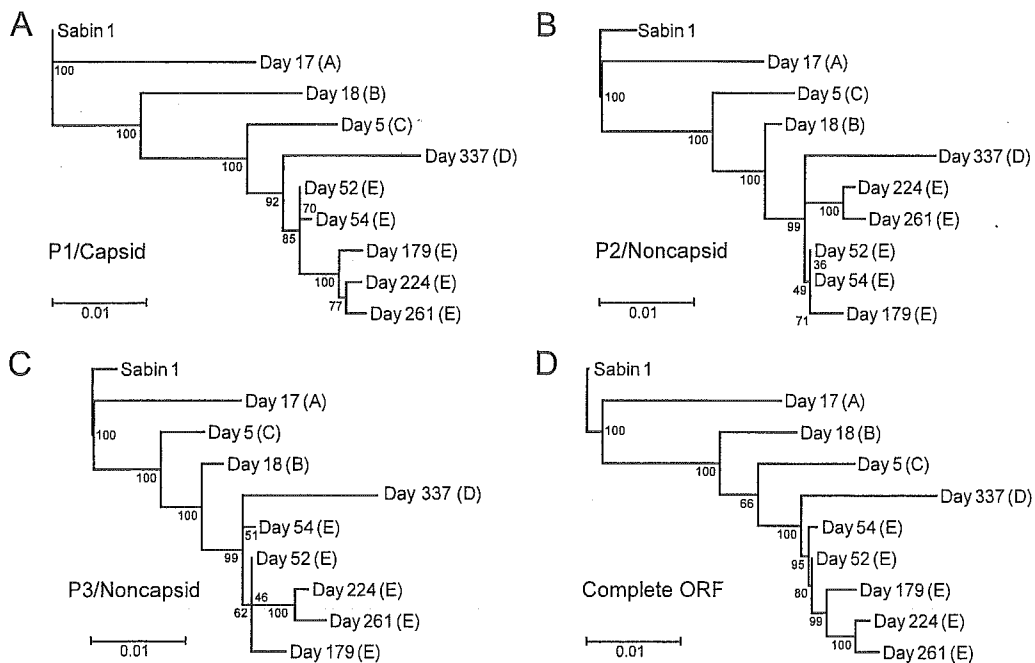 A
Sabin 1
100
Day 17 (A)
Day 18 (B)
100
Day 5 (C)
100
Day 337 (D)
92
Day 52 (E)
70
Day 54 (E)
85
Day 179 (E)
100
Day 224 (E)
77
Day 261 (E)
P1/Capsid
0.01
B
Sabin 1
Day 17 (A)
100
Day 5 (C)
100
Day 18 (B)
100
Day 337 (D)
Day 224 (E)
100
Day 261 (E)
99
Day 52 (E)
36
Day 54 (E)
49
Day 179 (E)
71
P2/Noncapsid
0.01
C
Sabin 1
Day 17 (A)
100
Day 5 (C)
100
Day 18 (B)
100
Day 337 (D)
Day 54 (E)
51
99
Day 52 (E)
46
Day 224 (E)
62
100
Day 261 (E)
Day 179 (E)
P3/Noncapsid
0.01
D
Sabin 1
Day 17 (A)
100
Day 18 (B)
100
Day 5 (C)
66
Day 337 (D)
100
Day 54 (E)
95
Day 52 (E)
80
Day 179 (E)
99
Day 224 (E)
100
Day 261 (E)
Complete ORF
0.01